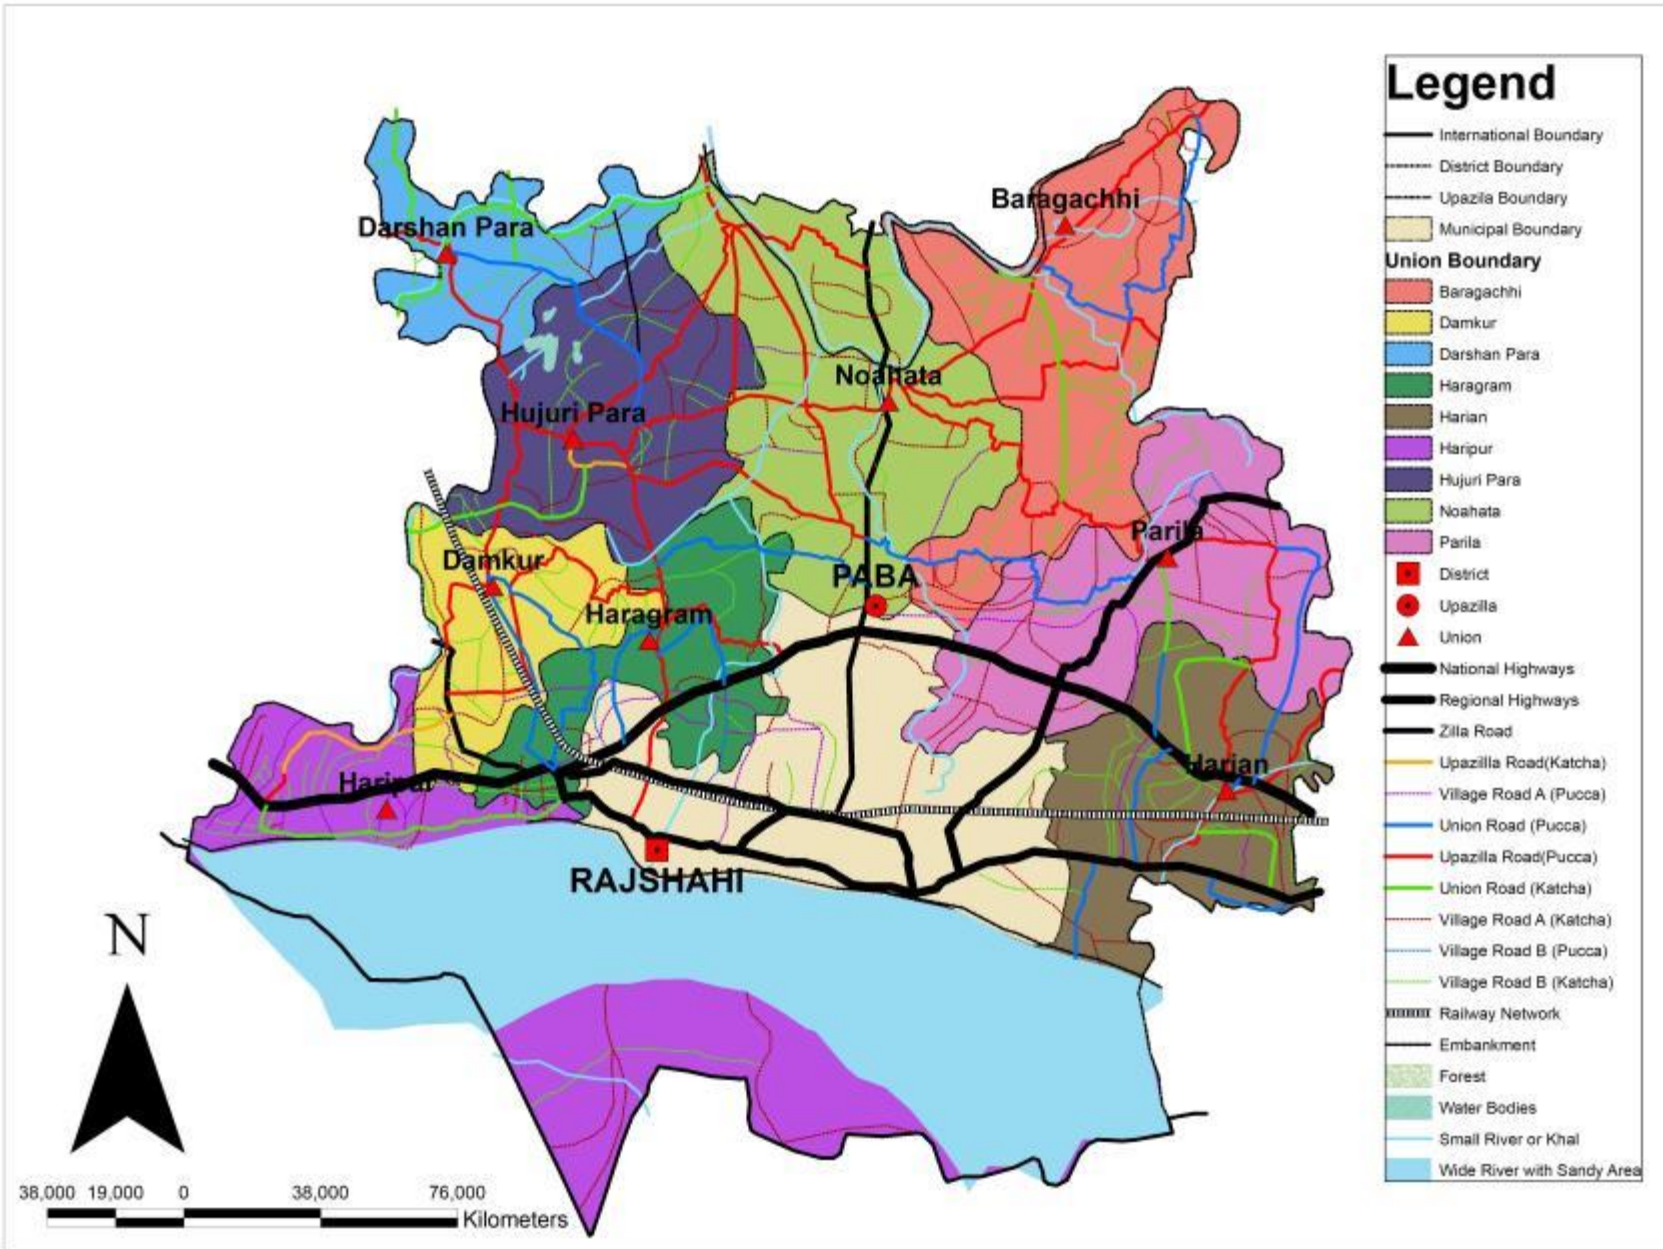 Darshan Para
Baragachhi
Noahata
Hujuri Para
Parila
Damkur
PABA
Haragram
Harian
Haripur
RAJSHAHI
N
38,000 19,000 0 38,000 76,000
Kilometers
Legend
International Boundary
District Boundary
Upazila Boundary
Municipal Boundary
Union Boundary
Baragachhi
Damkur
Darshan Para
Haragram
Harian
Haripur
Hujuri Para
Noahata
Parila
District
Upazilla
Union
National Highways
Regional Highways
Zilla Road
Upazilla Road(Katcha)
Village Road A (Pucca)
Union Road (Pucca)
Upazilla Road(Pucca)
Union Road (Katcha)
Village Road A (Katcha)
Village Road B (Pucca)
Village Road B (Katcha)
Railway Network
Embankment
Forest
Water Bodies
Small River or Khal
Wide River with Sandy Area